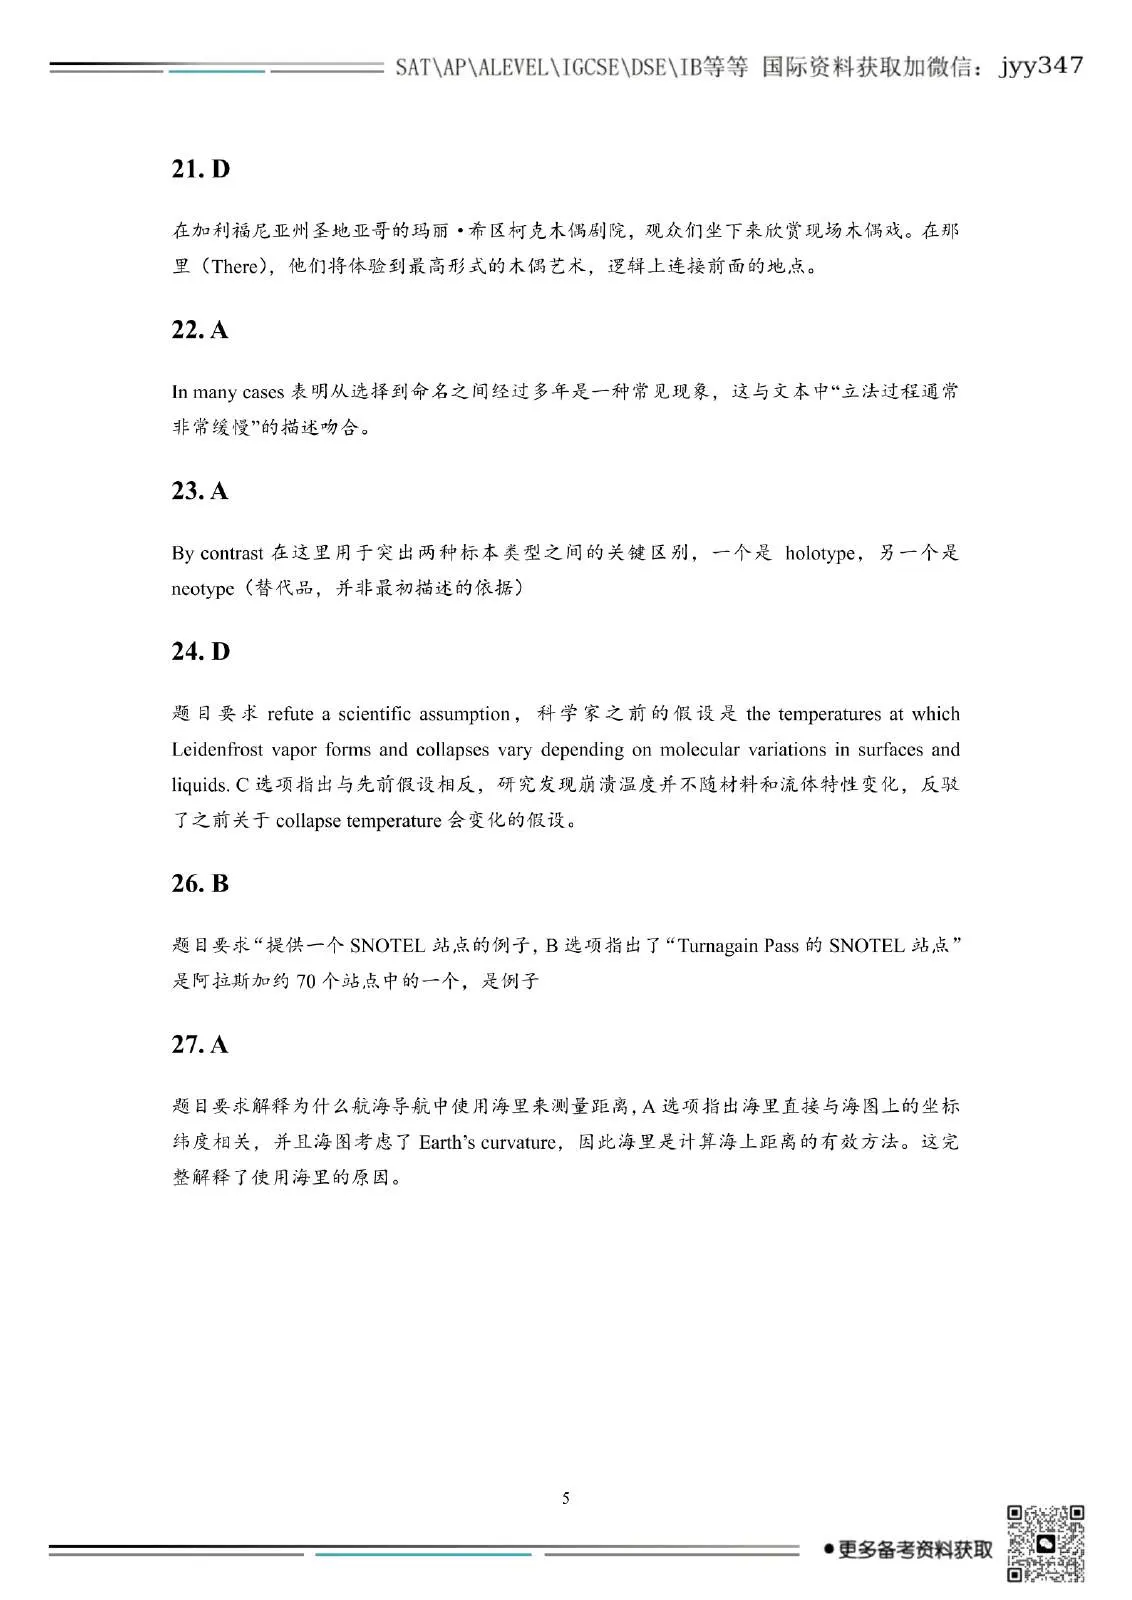 SAT\AP\ALEVEL\IGCSE\DSE\IB等等 国际资料获取加微信：jyy347
21. D
在加利福尼亚州圣地亚哥的玛丽·希区柯克木偶剧院，观众们坐下来欣赏现场木偶戏。在那
里（There），他们将体验到最高形式的木偶艺术，逻辑上连接前面的地点。
22. A
In many cases 表明从选择到命名之间经过多年是一种常见现象，这与文本中“立法过程通常
非常缓慢”的描述吻合。
23. A
By contrast 在这里用于突出两种标本类型之间的关键区别，一个是 holotype，另一个是
neotype（替代品，并非最初描述的依据）
24. D
题目要求 refute a scientific assumption，科学家之前的假设是 the temperatures at which
Leidenfrost vapor forms and collapses vary depending on molecular variations in surfaces and
liquids. C 选项指出与先前假设相反，研究发现崩溃温度并不随材料和流体特性变化，反驳
了之前关于 collapse temperature 会变化的假设。
26. B
题目要求“提供一个 SNOTEL 站点的例子，B 选项指出了“Turnagain Pass 的 SNOTEL 站点”
是阿拉斯加约 70 个站点中的一个，是例子
27. A
题目要求解释为什么航海导航中使用海里来测量距离，A 选项指出海里直接与海图上的坐标
纬度相关，并且海图考虑了 Earth’s curvature，因此海里是计算海上距离的有效方法。这完
整解释了使用海里的原因。
5
●更多备考资料获取